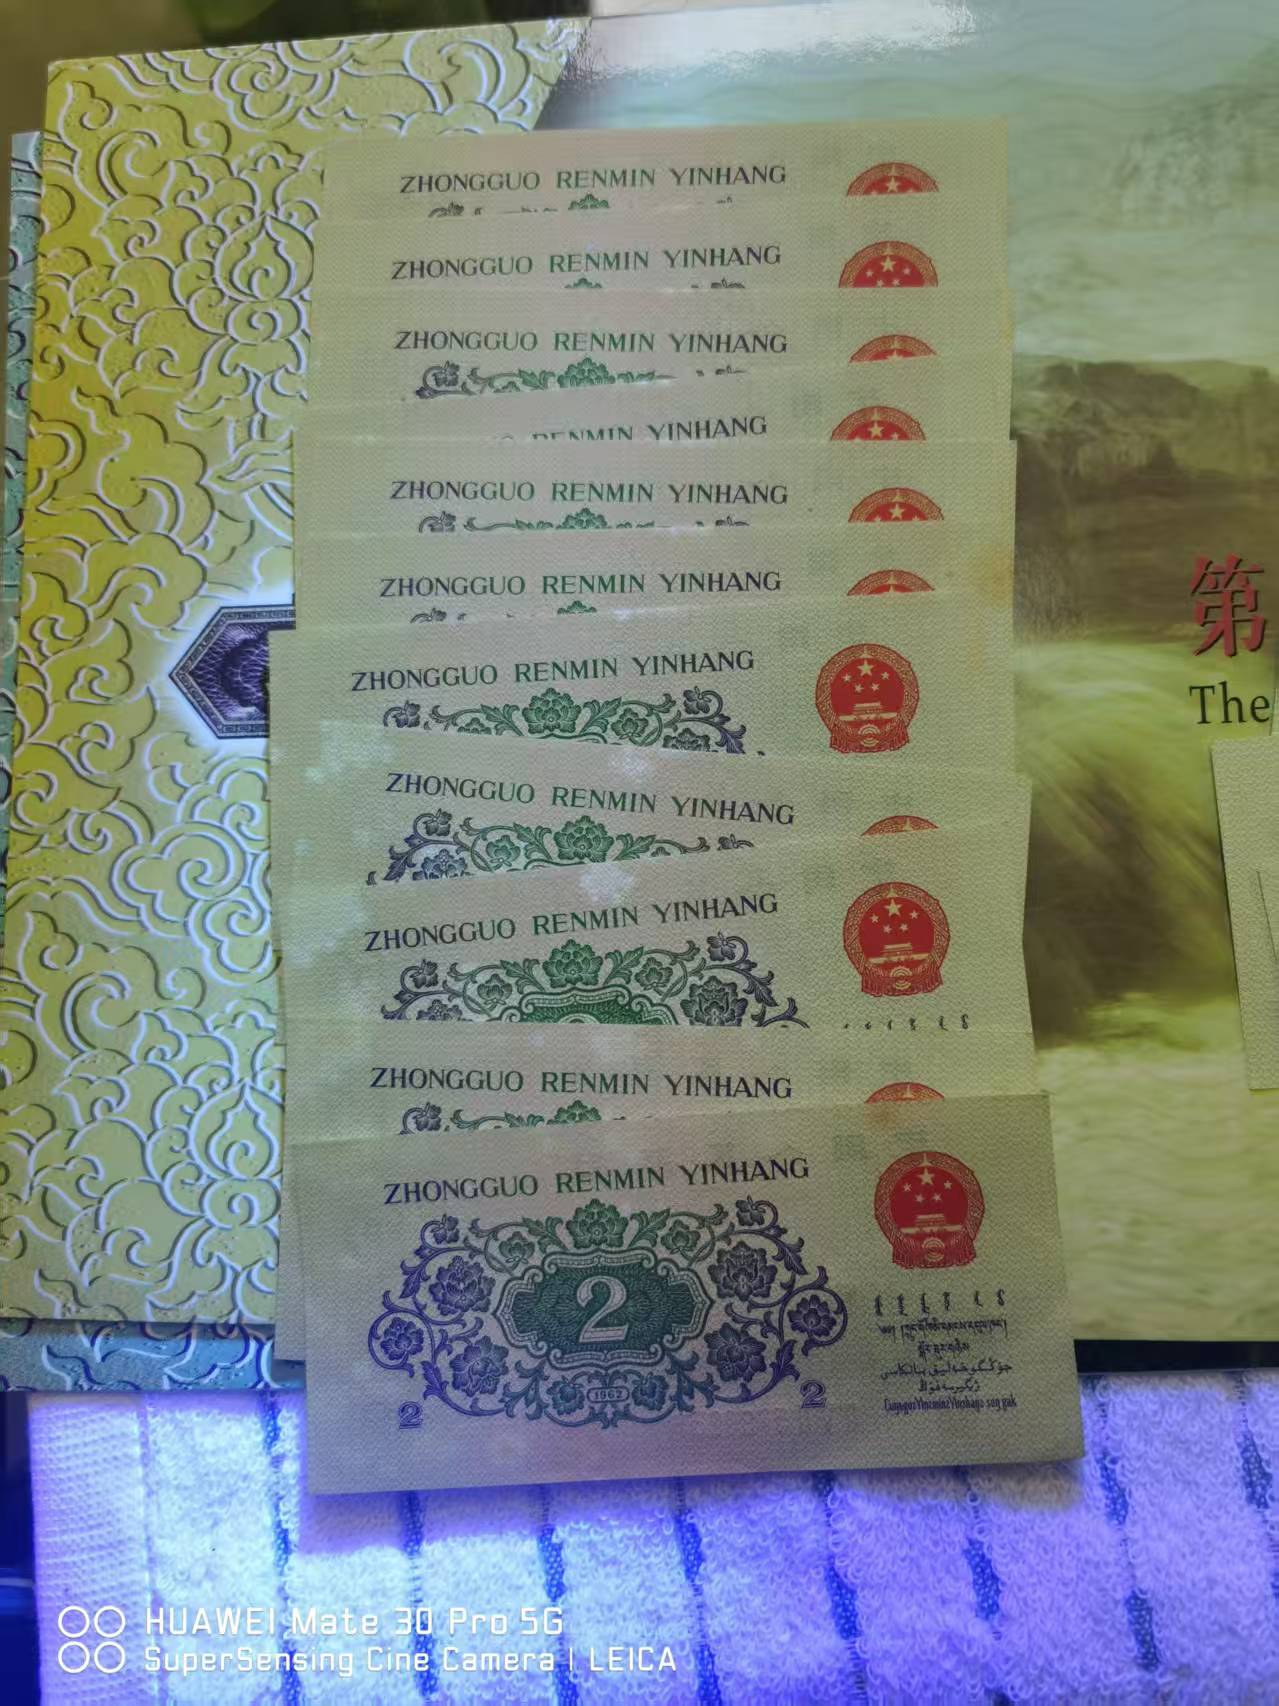 ZHONGGUO RENMIN YINHANG
ZHONGGUO RENMIN YINHANG
ZHONGGUO RENMIN YINHANG
RENMIN YINHANG
ZHONGGUO RENMIN YINHANG
第
ZHONGGUO RENMIN YINHANG
The
ZHONGGUO RENMIN YINHANG
ZHONGGUO RENMIN YINHANG
ZHONGGUO RENMIN YINHANG
ZHONGGUO RENMIN YINHANG
ZHONGGUO RENMIN YINHANG
2
1962
2
2
HUAWEI Mate 30 Pro 5G
SuperSensing Cine Camera | LEICA